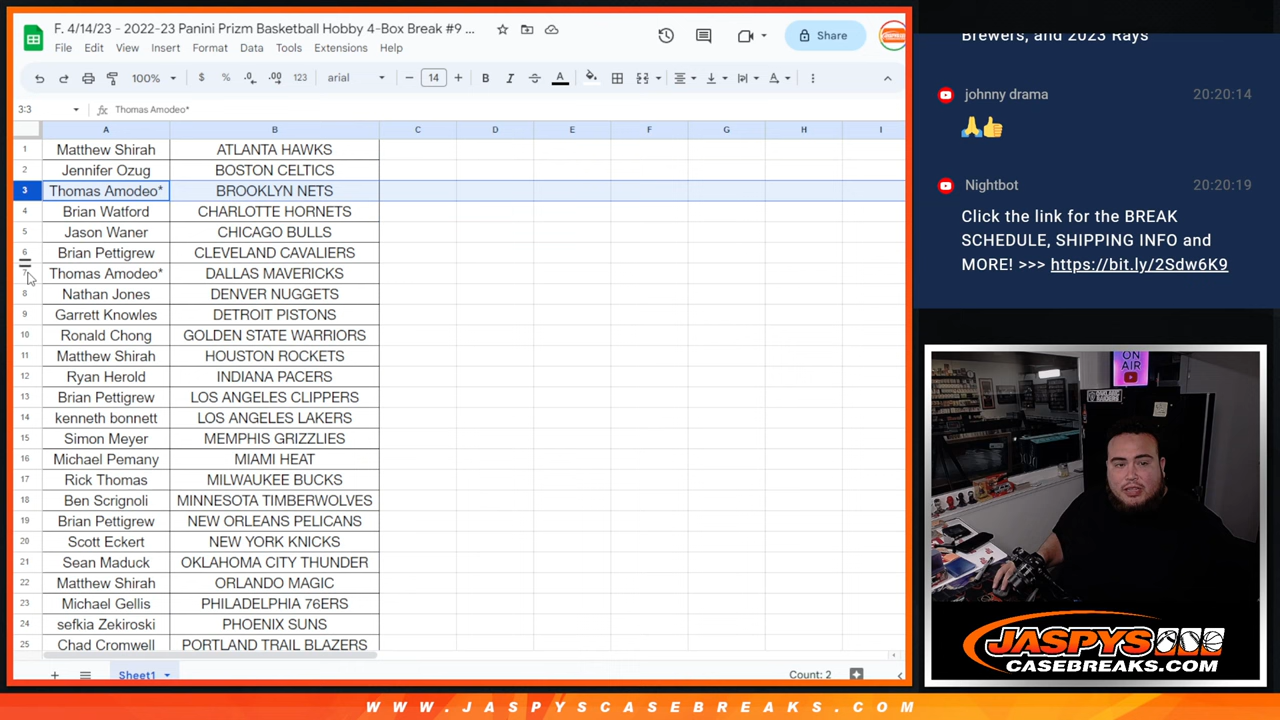 F. 4/14/23 - 2022-23 Panini Prizm Basketball Hobby 4-Box Break #9 ...
File Edit View Insert Format Data Tools Extensions Help
Share
100% $ % .0 .00 123 arial - 14 + B I S A
3:3 fx Thomas Amodeo*
A B C D E F G H I
1 Matthew Shirah ATLANTA HAWKS
2 Jennifer Ozug BOSTON CELTICS
3 Thomas Amodeo* BROOKLYN NETS
4 Brian Watford CHARLOTTE HORNETS
5 Jason Waner CHICAGO BULLS
6 Brian Pettigrew CLEVELAND CAVALIERS
7 Thomas Amodeo* DALLAS MAVERICKS
8 Nathan Jones DENVER NUGGETS
9 Garrett Knowles DETROIT PISTONS
10 Ronald Chong GOLDEN STATE WARRIORS
11 Matthew Shirah HOUSTON ROCKETS
12 Ryan Herold INDIANA PACERS
13 Brian Pettigrew LOS ANGELES CLIPPERS
14 kenneth bonnett LOS ANGELES LAKERS
15 Simon Meyer MEMPHIS GRIZZLIES
16 Michael Pemany MIAMI HEAT
17 Rick Thomas MILWAUKEE BUCKS
18 Ben Scrignoli MINNESOTA TIMBERWOLVES
19 Brian Pettigrew NEW ORLEANS PELICANS
20 Scott Eckert NEW YORK KNICKS
21 Sean Maduck OKLAHOMA CITY THUNDER
22 Matthew Shirah ORLANDO MAGIC
23 Michael Gellis PHILADELPHIA 76ERS
24 sefkia Zekiroski PHOENIX SUNS
25 Chad Cromwell PORTLAND TRAIL BLAZERS
Sheet1
Count: 2
Brewers, and 2023 Rays
johnny drama 20:20:14
🙏👍
Nightbot 20:20:19
Click the link for the BREAK
SCHEDULE, SHIPPING INFO and
MORE! >>> https://bit.ly/2Sdw6K9
ON
AIR
JASPYS
CASEBREAKS.COM
WWW.JASPYSCASEBREAKS.COM